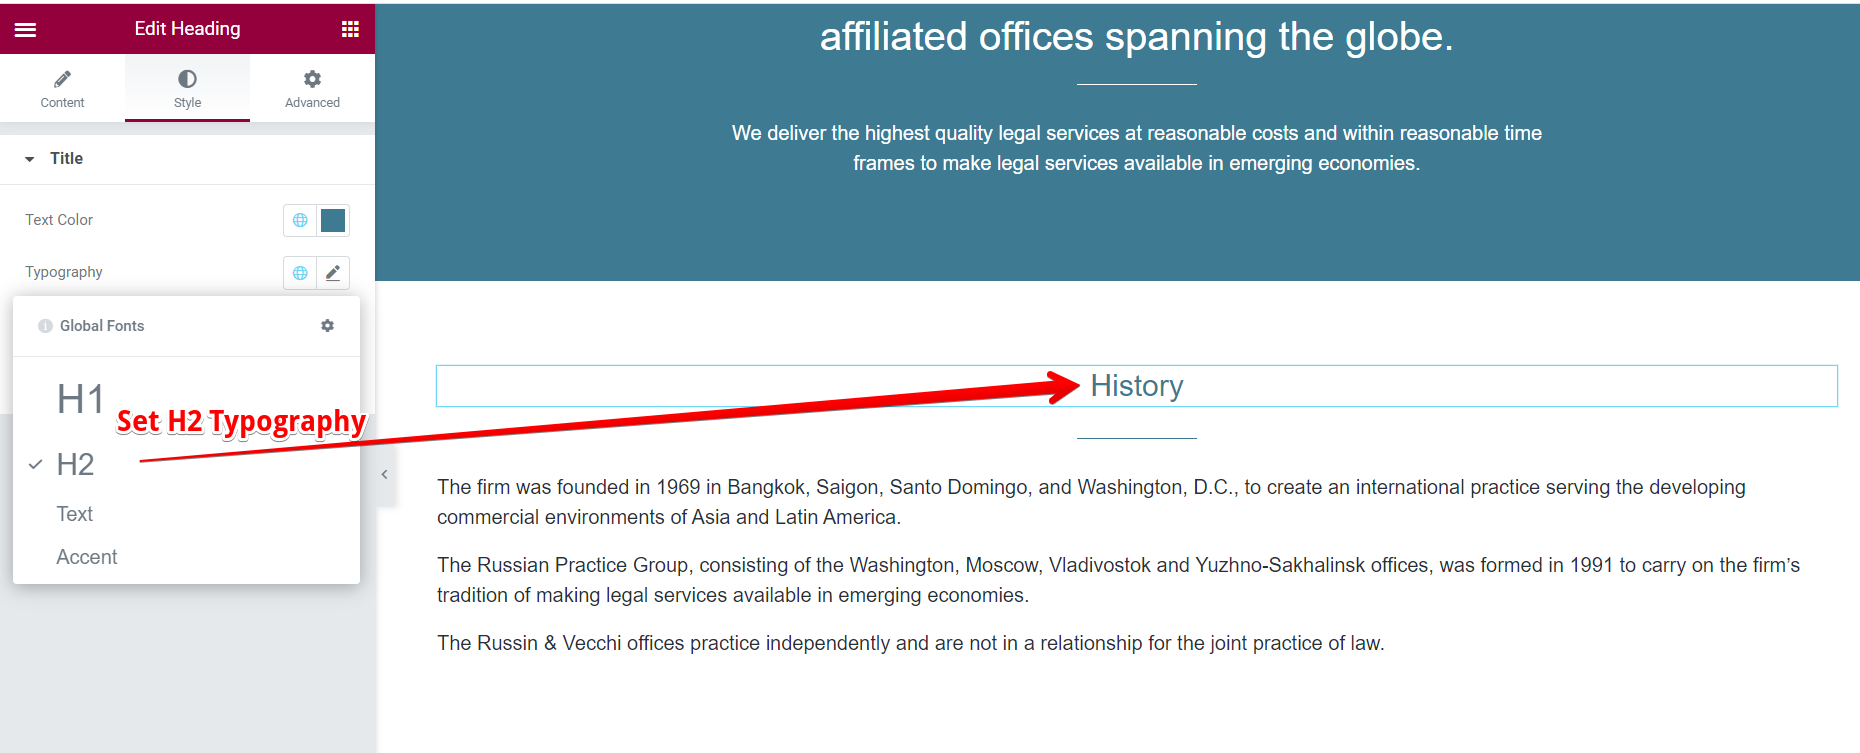 Edit Heading
Content
Style
Advanced
Title
Text Color
Typography
Global Fonts
H1
Set H2 Typography
H2
Text
Accent
affiliated offices spanning the globe.
We deliver the highest quality legal services at reasonable costs and within reasonable time
frames to make legal services available in emerging economies.
History
The firm was founded in 1969 in Bangkok, Saigon, Santo Domingo, and Washington, D.C., to create an international practice serving the developing
commercial environments of Asia and Latin America.
The Russian Practice Group, consisting of the Washington, Moscow, Vladivostok and Yuzhno-Sakhalinsk offices, was formed in 1991 to carry on the firm’s
tradition of making legal services available in emerging economies.
The Russin & Vecchi offices practice independently and are not in a relationship for the joint practice of law.